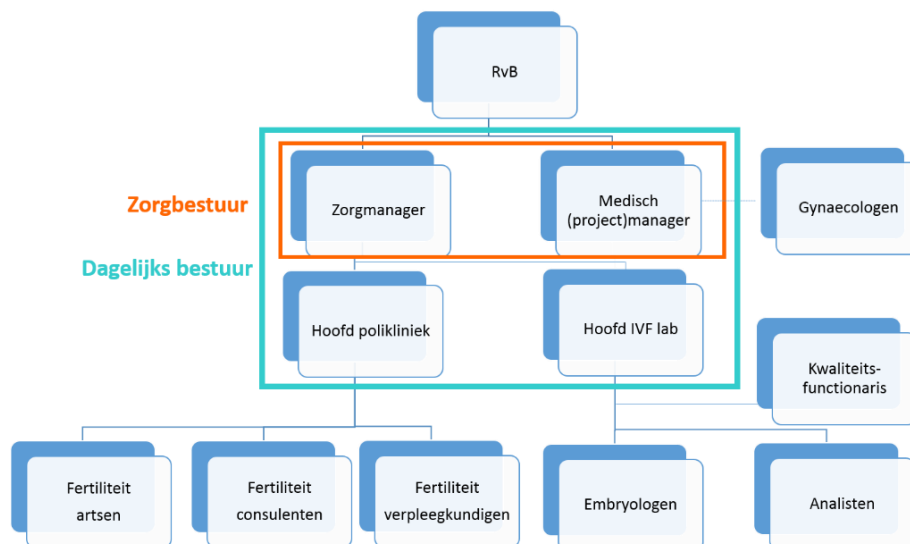 RvB
Zorgbestuur
Zorgmanager
Medisch
(project)manager
Gynaecologen
Dagelijks bestuur
Hoofd polikliniek
Hoofd IVF lab
Kwaliteits-
functionaris
Fertiliteit
artsen
Fertiliteit
consulenten
Fertiliteit
verpleegkundigen
Embryologen
Analisten